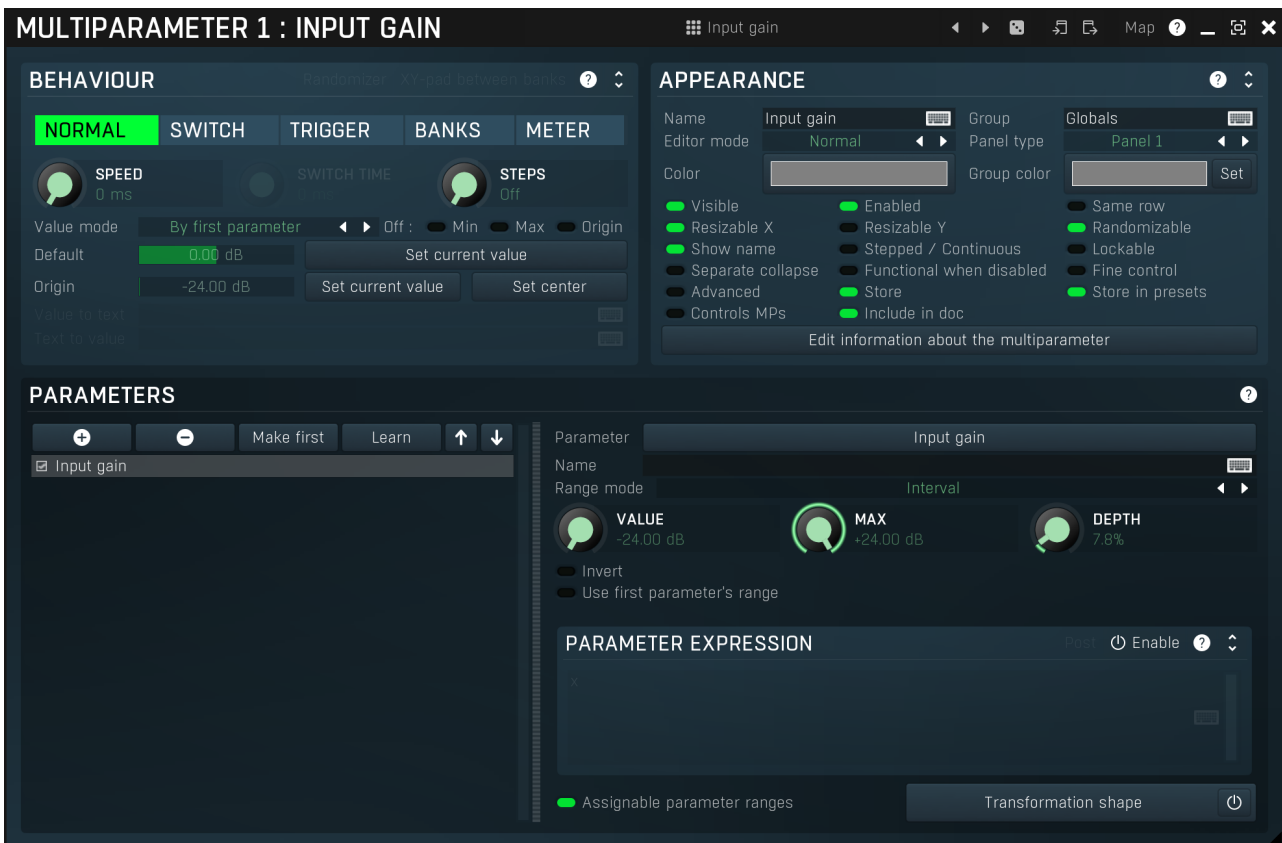 MULTIPARAMETER 1 : INPUT GAIN Input gain Map ?
BEHAVIOUR Randomizer XY-pad between banks ?
NORMAL SWITCH TRIGGER BANKS METER
SPEED SWITCH TIME STEPS
0 ms Off
Value mode By first parameter Off : Min Max Origin
Default 0.00 dB Set current value
Origin -24.00 dB Set current value Set center
Value to text
Text to value
APPEARANCE ?
Name Input gain Group Globals
Editor mode Normal Panel type Panel 1
Color Group color Set
Visible Enabled Same row
Resizable X Resizable Y Randomizable
Show name Stepped / Continuous Lockable
Separate collapse Functional when disabled Fine control
Advanced Store Store in presets
Controls MPs Include in doc
Edit information about the multiparameter
PARAMETERS ?
Make first Learn
Input gain
Parameter Input gain
Name
Range mode Interval
VALUE MAX DEPTH
-24.00 dB +24.00 dB 7.8%
Invert
Use first parameter's range
PARAMETER EXPRESSION Post Enable ?
x
Assignable parameter ranges Transformation shape